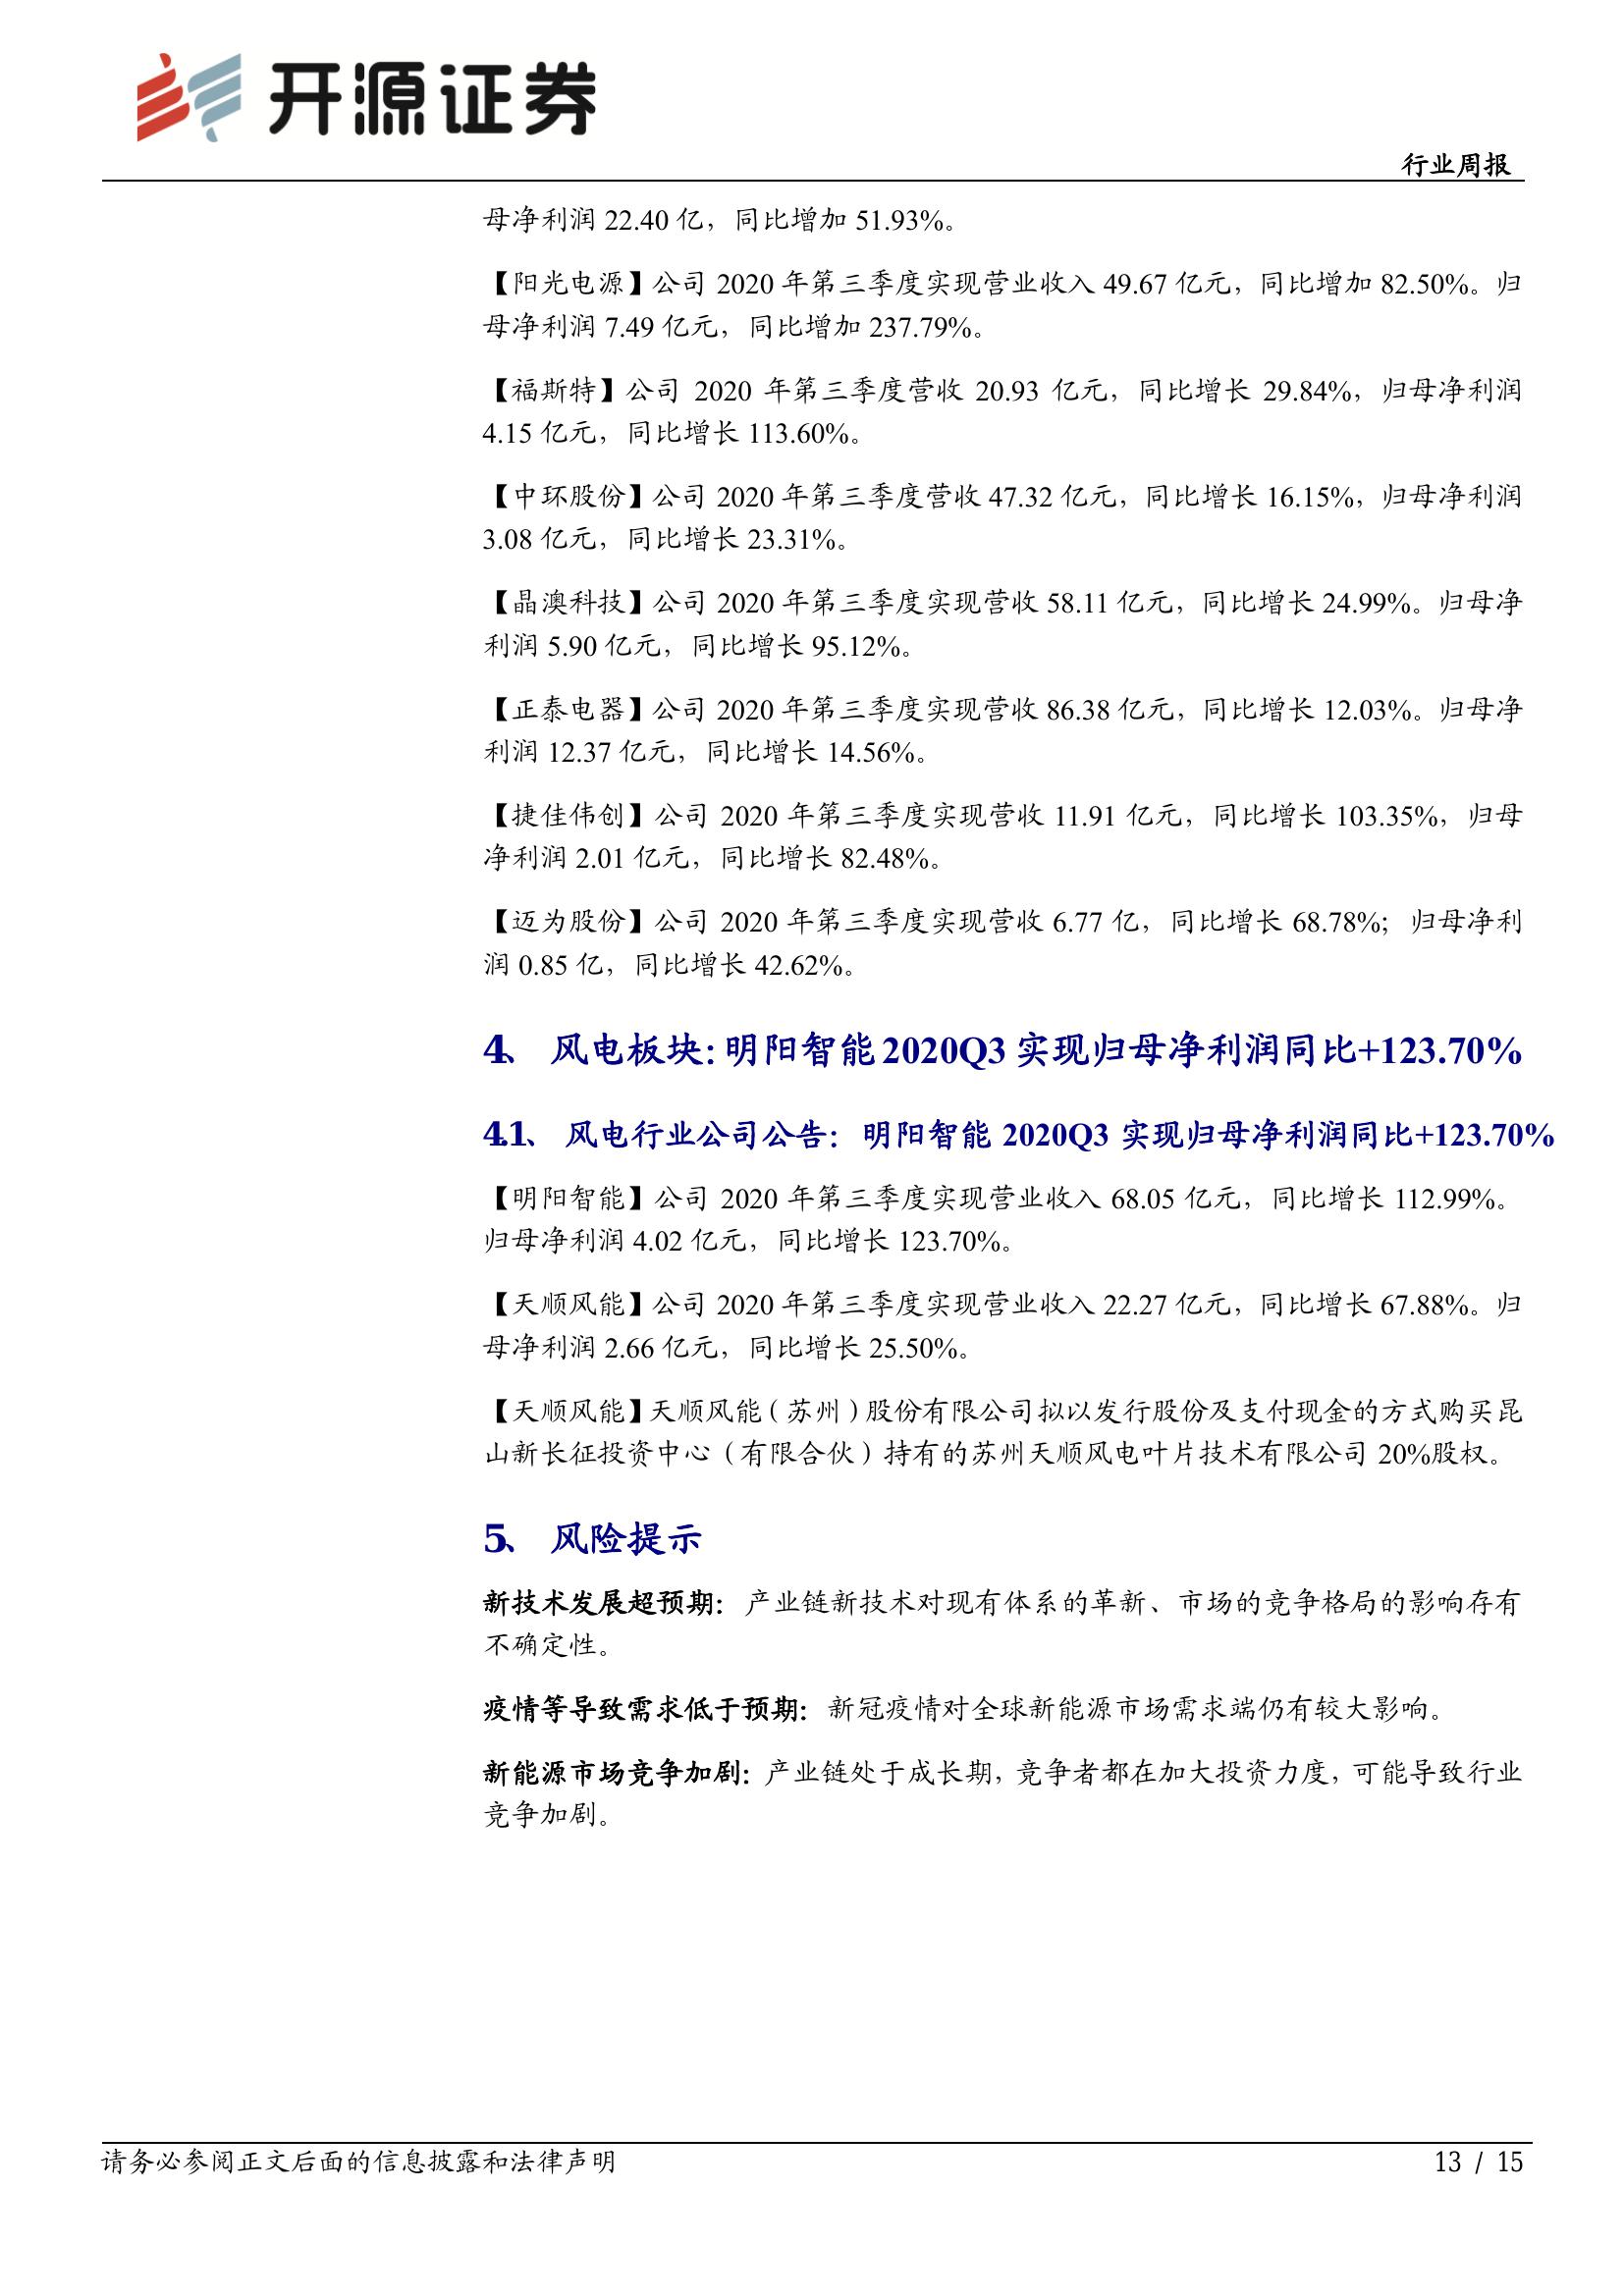 开源证券
行业周报
母净利润 22.40 亿，同比增加 51.93%。
【阳光电源】公司 2020 年第三季度实现营业收入 49.67 亿元，同比增加 82.50%。归
母净利润 7.49 亿元，同比增加 237.79%。
【福斯特】公司 2020 年第三季度营收 20.93 亿元，同比增长 29.84%，归母净利润
4.15 亿元，同比增长 113.60%。
【中环股份】公司 2020 年第三季度营收 47.32 亿元，同比增长 16.15%，归母净利润
3.08 亿元，同比增长 23.31%。
【晶澳科技】公司 2020 年第三季度实现营收 58.11 亿元，同比增长 24.99%。归母净
利润 5.90 亿元，同比增长 95.12%。
【正泰电器】公司 2020 年第三季度实现营收 86.38 亿元，同比增长 12.03%。归母净
利润 12.37 亿元，同比增长 14.56%。
【捷佳伟创】公司 2020 年第三季度实现营收 11.91 亿元，同比增长 103.35%，归母
净利润 2.01 亿元，同比增长 82.48%。
【迈为股份】公司 2020 年第三季度实现营收 6.77 亿，同比增长 68.78%；归母净利
润 0.85 亿，同比增长 42.62%。
4、 风电板块：明阳智能 2020Q3 实现归母净利润同比+123.70%
4.1、 风电行业公司公告：明阳智能 2020Q3 实现归母净利润同比+123.70%
【明阳智能】公司 2020 年第三季度实现营业收入 68.05 亿元，同比增长 112.99%。
归母净利润 4.02 亿元，同比增长 123.70%。
【天顺风能】公司 2020 年第三季度实现营业收入 22.27 亿元，同比增长 67.88%。归
母净利润 2.66 亿元，同比增长 25.50%。
【天顺风能】天顺风能（苏州）股份有限公司拟以发行股份及支付现金的方式购买昆
山新长征投资中心（有限合伙）持有的苏州天顺风电叶片技术有限公司 20%股权。
5、 风险提示
新技术发展超预期：产业链新技术对现有体系的革新、市场的竞争格局的影响存有
不确定性。
疫情等导致需求低于预期：新冠疫情对全球新能源市场需求端仍有较大影响。
新能源市场竞争加剧：产业链处于成长期，竞争者都在加大投资力度，可能导致行业
竞争加剧。
请务必参阅正文后面的信息披露和法律声明
13 / 15